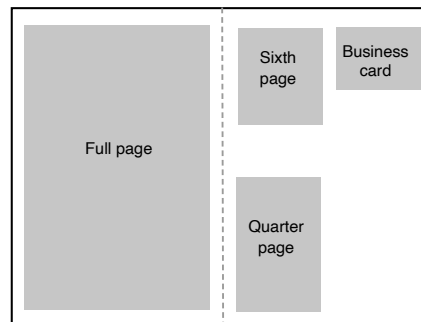 Full page
Sixth
page
Business
card
Quarter
page